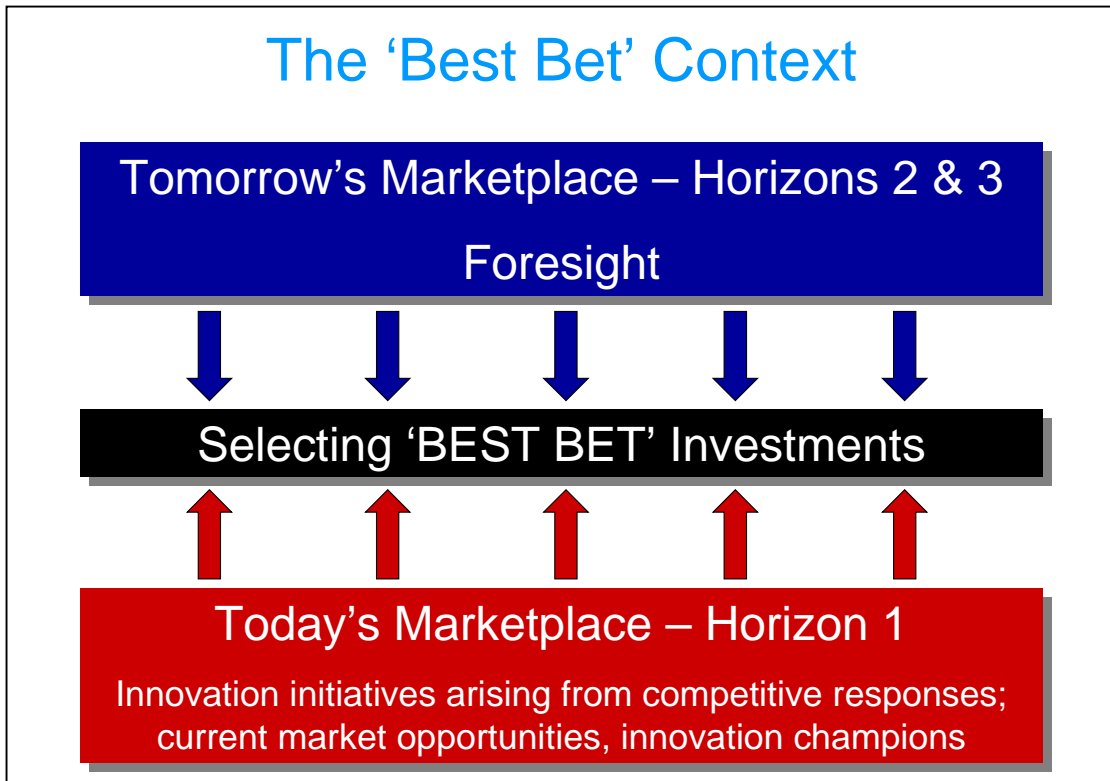 The ‘Best Bet’ Context
Tomorrow’s Marketplace – Horizons 2 & 3
Foresight
Selecting ‘BEST BET’ Investments
Today’s Marketplace – Horizon 1
Innovation initiatives arising from competitive responses;
current market opportunities, innovation champions